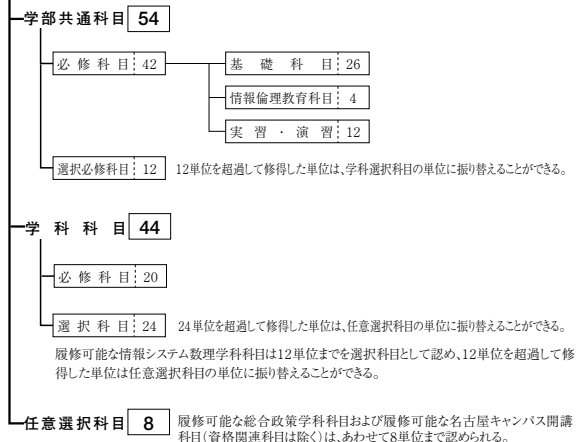 学部共通科目 54
必修科目 42
基礎科目 26
情報倫理教育科目 4
実習・演習 12
選択必修科目 12 12単位を超過して修得した単位は、学科選択科目の単位に振り替えることができる。
学科科目 44
必修科目 20
選択科目 24 24単位を超過して修得した単位は、任意選択科目の単位に振り替えることができる。
履修可能な情報システム数理学科科目は12単位までを選択科目として認め、12単位を超過して修
得した単位は任意選択科目の単位に振り替えることができる。
任意選択科目 8 履修可能な総合政策学科科目および履修可能な名古屋キャンパス開講
科目(資格関連科目は除く)は、あわせて8単位まで認められる。